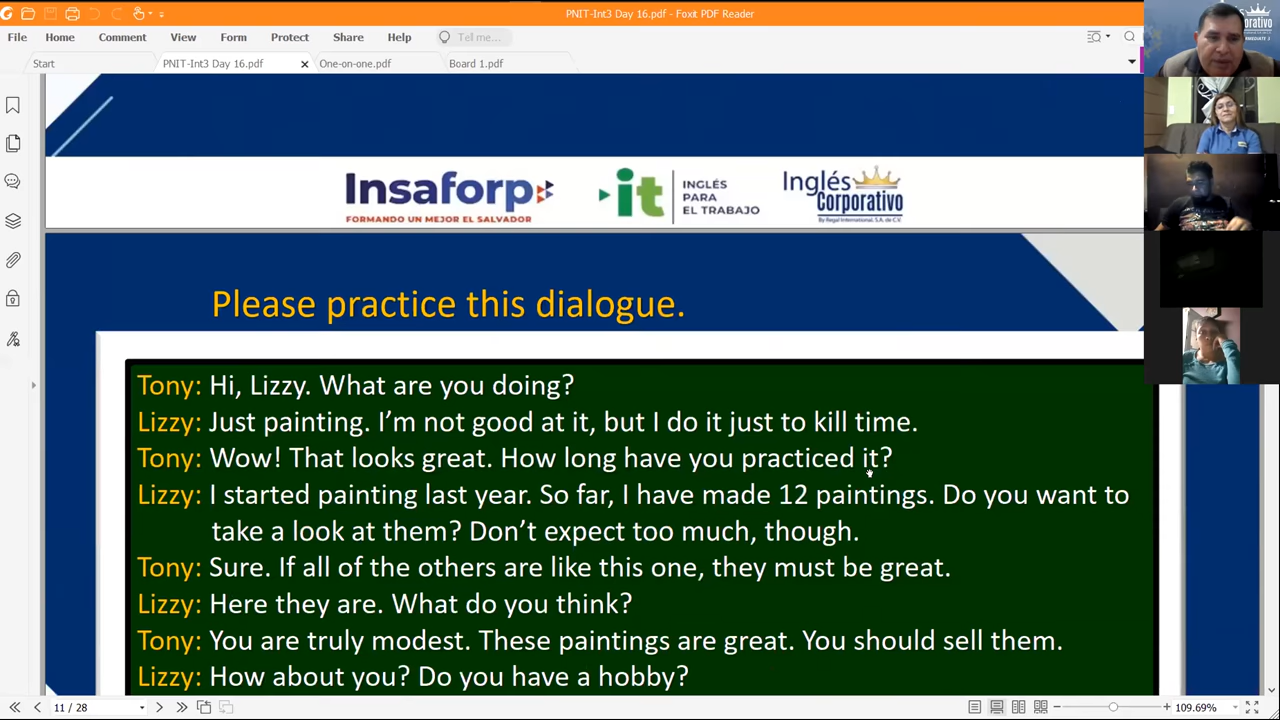 PNIT-Int3 Day 16.pdf - Foxit PDF Reader
File Home Comment View Form Protect Share Help Tell me...
Start PNIT-Int3 Day 16.pdf One-on-one.pdf Board 1.pdf
Insaforp
FORMANDO UN MEJOR EL SALVADOR
it
INGLÉS
PARA
EL TRABAJO
Inglés
Corporativo
By Regal International, S.A. de C.V.
Please practice this dialogue.
Tony: Hi, Lizzy. What are you doing?
Lizzy: Just painting. I'm not good at it, but I do it just to kill time.
Tony: Wow! That looks great. How long have you practiced it?
Lizzy: I started painting last year. So far, I have made 12 paintings. Do you want to
take a look at them? Don't expect too much, though.
Tony: Sure. If all of the others are like this one, they must be great.
Lizzy: Here they are. What do you think?
Tony: You are truly modest. These paintings are great. You should sell them.
Lizzy: How about you? Do you have a hobby?
11 / 28
109.69%